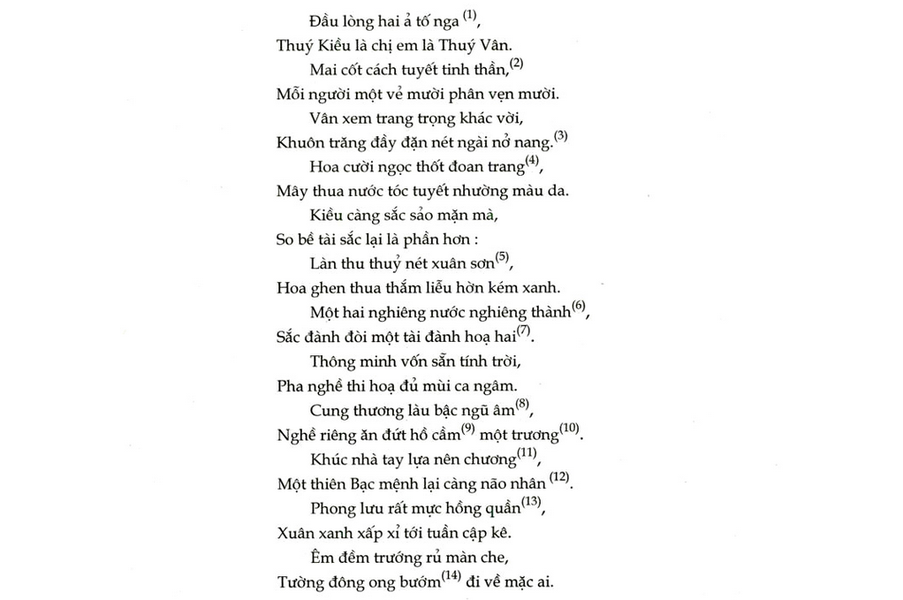 Đầu lòng hai ả tố nga (1),
Thuý Kiều là chị em là Thuý Vân.
Mai cốt cách tuyết tinh thần,(2)
Mỗi người một vẻ mười phân vẹn mười.
Vân xem trang trọng khác vời,
Khuôn trăng đầy đặn nét ngài nở nang.(3)
Hoa cười ngọc thốt đoan trang(4),
Mây thua nước tóc tuyết nhường màu da.
Kiều càng sắc sảo mặn mà,
So bề tài sắc lại là phần hơn :
Làn thu thuỷ nét xuân sơn(5),
Hoa ghen thua thắm liễu hờn kém xanh.
Một hai nghiêng nước nghiêng thành(6),
Sắc đành đòi một tài đành hoạ hai(7).
Thông minh vốn sẵn tính trời,
Pha nghề thi hoạ đủ mùi ca ngâm.
Cung thương làu bậc ngũ âm(8),
Nghề riêng ăn đứt hồ cầm(9) một trương(10).
Khúc nhà tay lựa nên chương(11),
Một thiên Bạc mệnh lại càng não nhân (12).
Phong lưu rất mực hồng quần(13),
Xuân xanh xấp xỉ tới tuần cập kê.
Êm đềm trướng rủ màn che,
Tường đông ong bướm(14) đi về mặc ai.